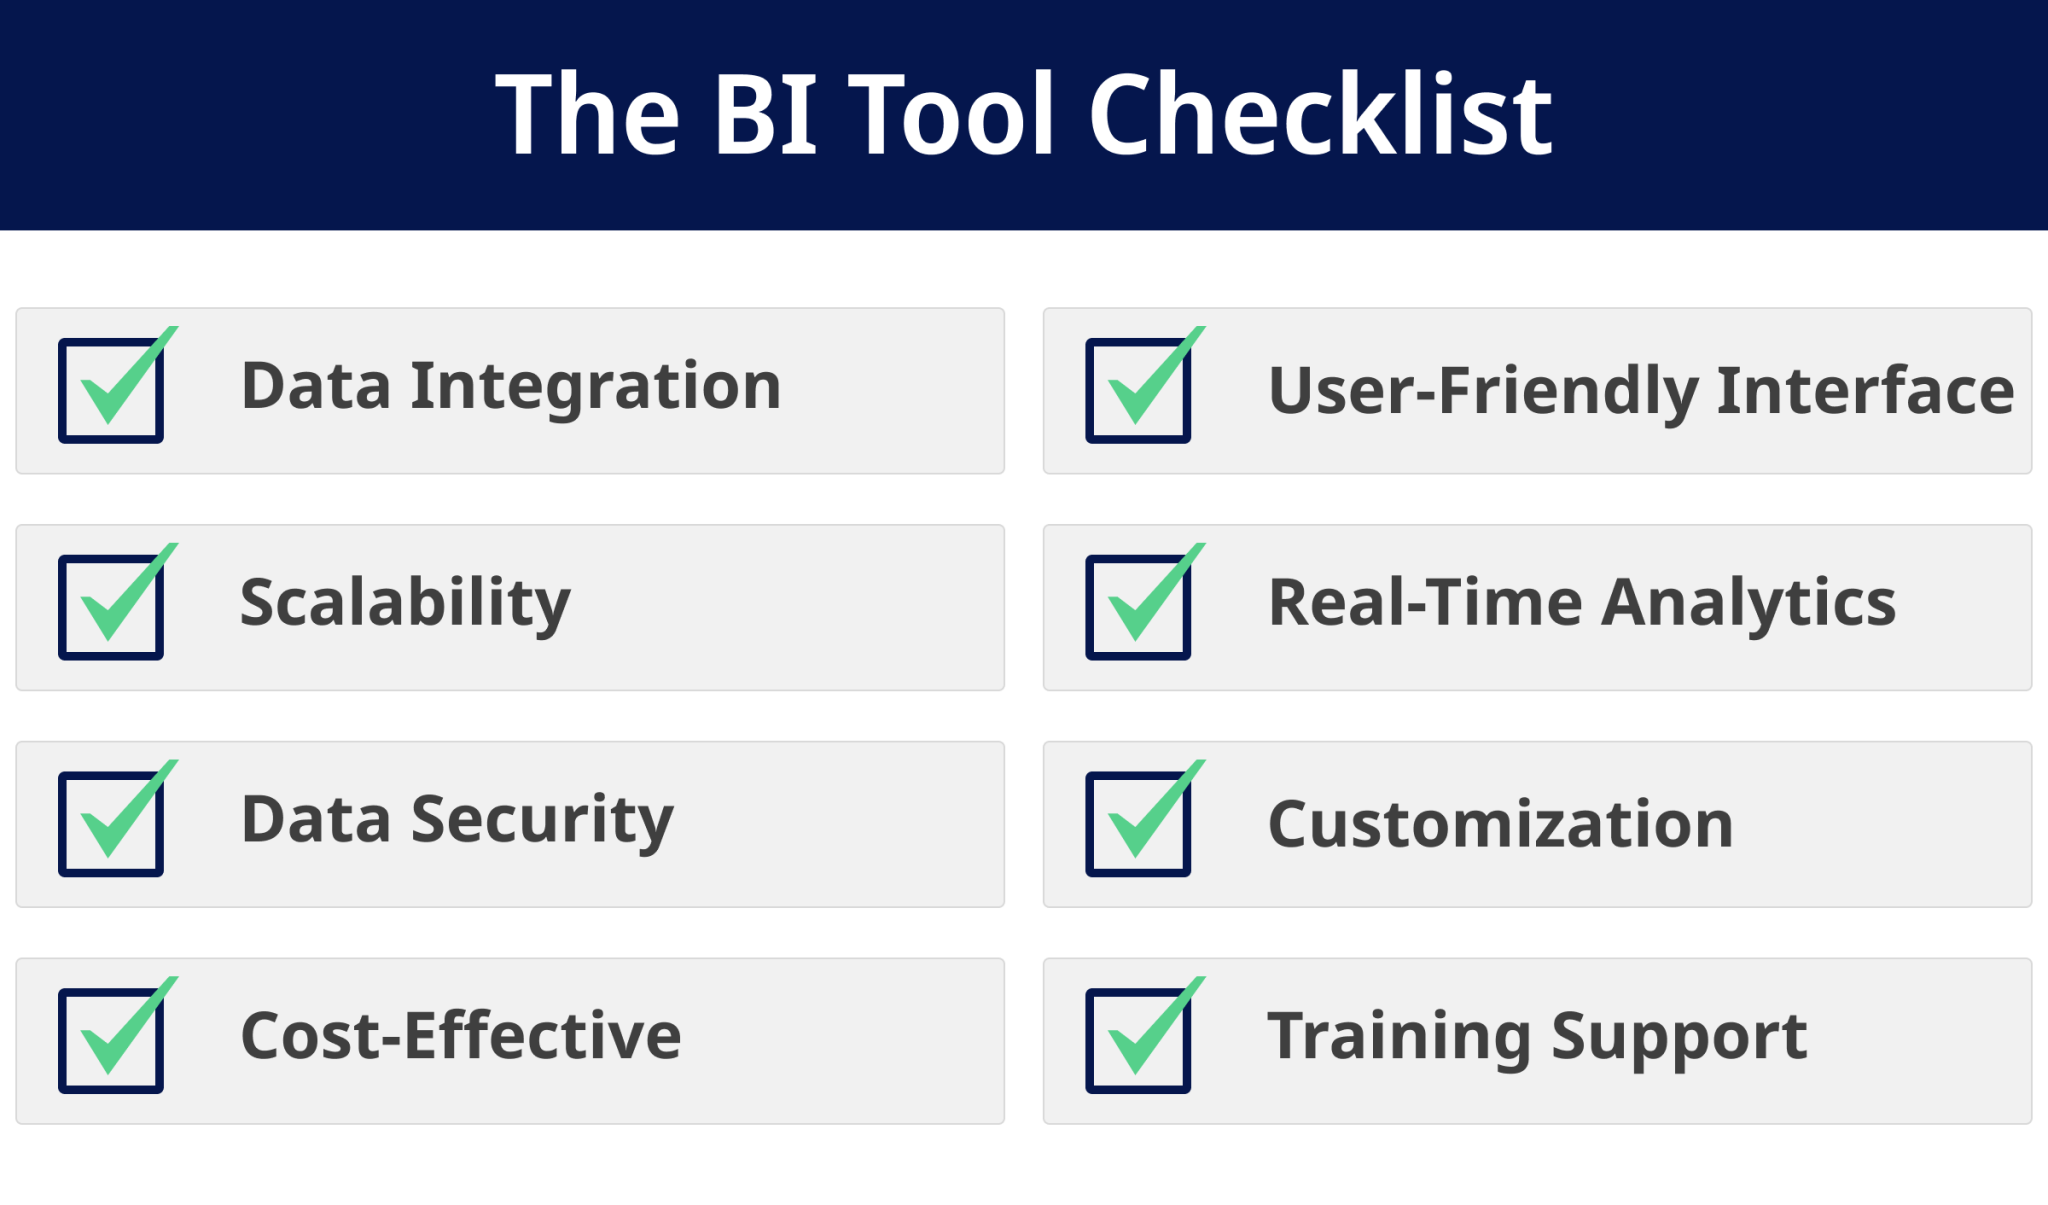 The BI Tool Checklist
Data Integration
User-Friendly Interface
Scalability
Real-Time Analytics
Data Security
Customization
Cost-Effective
Training Support